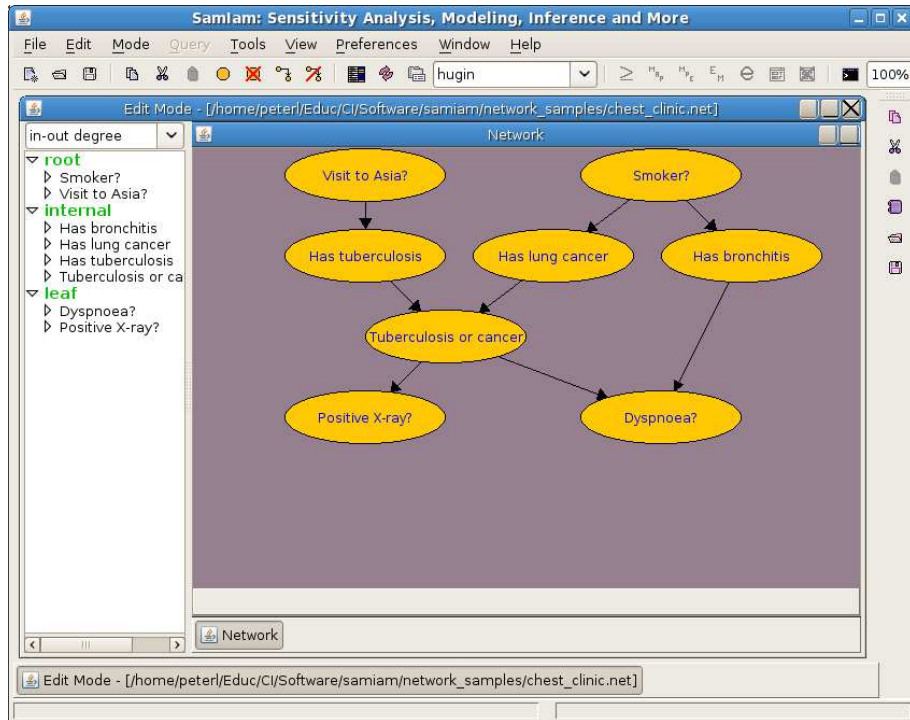 SamIam: Sensitivity Analysis, Modeling, Inference and More
File Edit Mode Query Tools View Preferences Window Help
hugin
100%
Edit Mode - [/home/peterl/Educ/CI/Software/samiam/network_samples/chest_clinic.net]
in-out degree
Network
root
Smoker?
Visit to Asia?
internal
Has bronchitis
Has lung cancer
Has tuberculosis
Tuberculosis or ca
leaf
Dyspnoea?
Positive X-ray?
Visit to Asia?
Smoker?
Has tuberculosis
Has lung cancer
Has bronchitis
Tuberculosis or cancer
Positive X-ray?
Dyspnoea?
Network
Edit Mode - [/home/peterl/Educ/CI/Software/samiam/network_samples/chest_clinic.net]